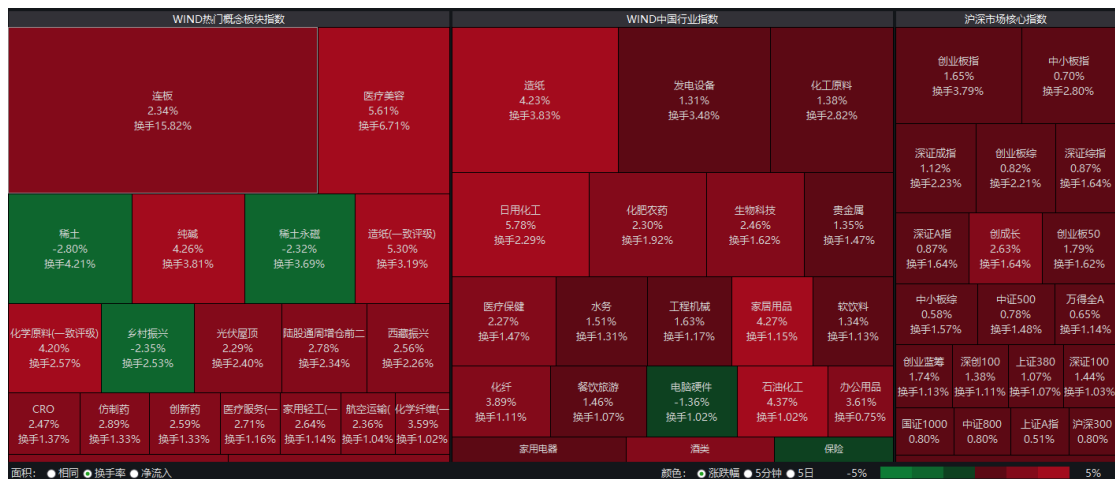 WIND热门概念板块指数
连板
2.34%
换手15.82%
医疗美容
5.61%
换手6.71%
稀土
-2.80%
换手4.21%
纯碱
4.26%
换手3.81%
稀土永磁
-2.32%
换手3.69%
造纸(一致评级)
5.30%
换手3.19%
化学原料(一致评级)
4.20%
换手2.57%
乡村振兴
-2.35%
换手2.53%
光伏屋顶
2.29%
换手2.40%
陆股通周增仓前二
2.78%
换手2.34%
西藏振兴
2.56%
换手2.26%
CRO
2.47%
换手1.37%
仿制药
2.89%
换手1.33%
创新药
2.59%
换手1.33%
医疗服务(一
2.71%
换手1.16%
家用轻工(一
2.64%
换手1.14%
航空运输(
2.36%
换手1.04%
化学纤维(一
3.59%
换手1.02%
WIND中国行业指数
造纸
4.23%
换手3.83%
发电设备
1.31%
换手3.48%
化工原料
1.38%
换手2.82%
日用化工
5.78%
换手2.29%
化肥农药
2.30%
换手1.92%
生物科技
2.46%
换手1.62%
贵金属
1.35%
换手1.47%
医疗保健
2.27%
换手1.47%
水务
1.51%
换手1.31%
工程机械
1.63%
换手1.17%
家居用品
4.27%
换手1.15%
软饮料
1.34%
换手1.13%
化纤
3.89%
换手1.11%
餐饮旅游
1.46%
换手1.07%
电脑硬件
-1.36%
换手1.02%
石油化工
4.37%
换手1.02%
办公用品
3.61%
换手0.75%
家用电器
酒类
保险
沪深市场核心指数
创业板指
1.65%
换手3.79%
中小板指
0.70%
换手2.80%
深证成指
1.12%
换手2.23%
创业板综
0.82%
换手2.21%
深证综指
0.87%
换手1.64%
深证A指
0.87%
换手1.64%
创成长
2.63%
换手1.64%
创业板50
1.79%
换手1.62%
中小板综
0.58%
换手1.57%
中证500
0.78%
换手1.48%
万得全A
0.65%
换手1.14%
创业蓝筹
1.74%
换手1.13%
深创100
1.38%
换手1.11%
上证380
1.07%
换手1.07%
深证100
1.44%
换手1.03%
国证1000
0.80%
中证800
0.80%
上证A指
0.51%
沪深300
0.80%
面积： 相同 换手率 净流入
颜色： 涨跌幅 5分钟 5日 -5% 5%